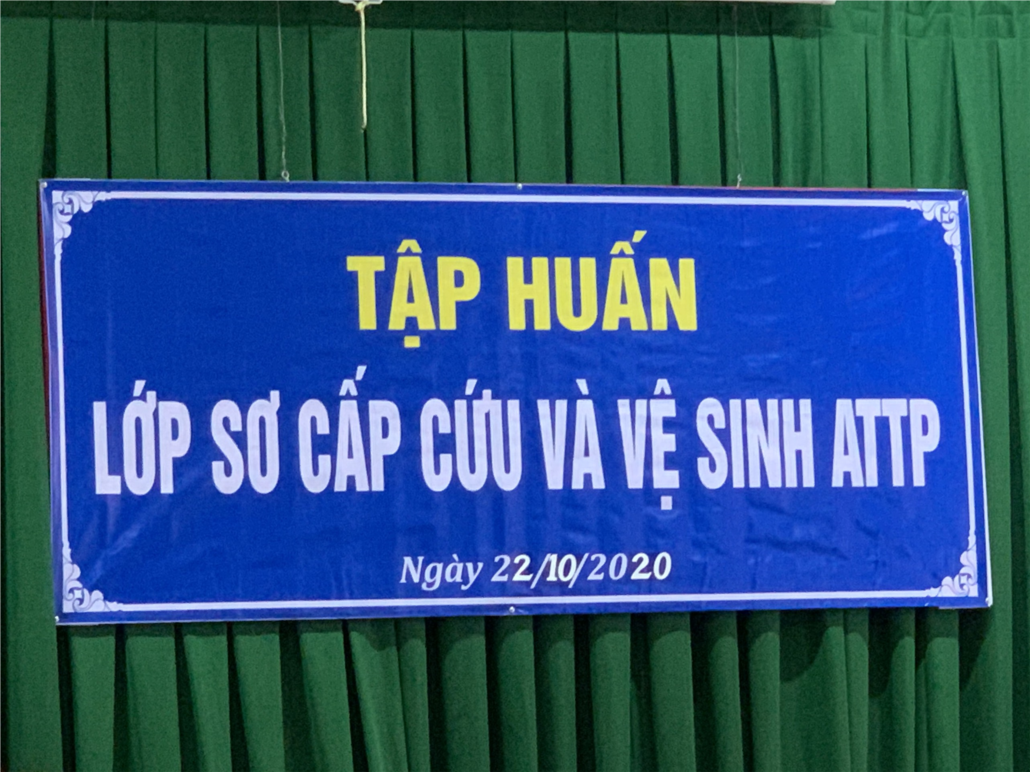 TẬP HUẤN
LỚP SƠ CẤP CỨU VÀ VỆ SINH ATTP
Ngày 22/10/2020